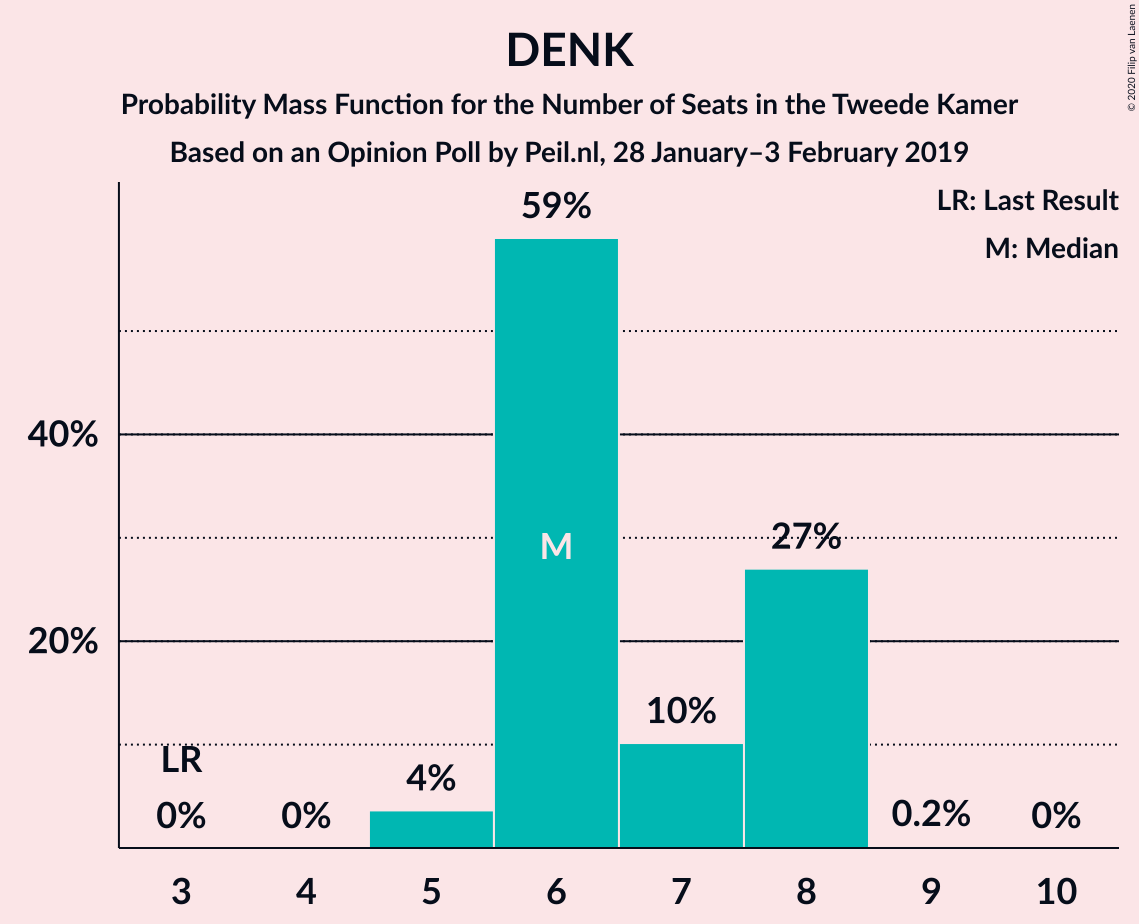 DENK
Probability Mass Function for the Number of Seats in the Tweede Kamer
Based on an Opinion Poll by Peil.nl, 28 January–3 February 2019
© 2020 Filip van Laenen
LR: Last Result
M: Median
59%
40%
M
27%
20%
10%
LR
4%
0%
0%
0.2%
0%
3 4 5 6 7 8 9 10